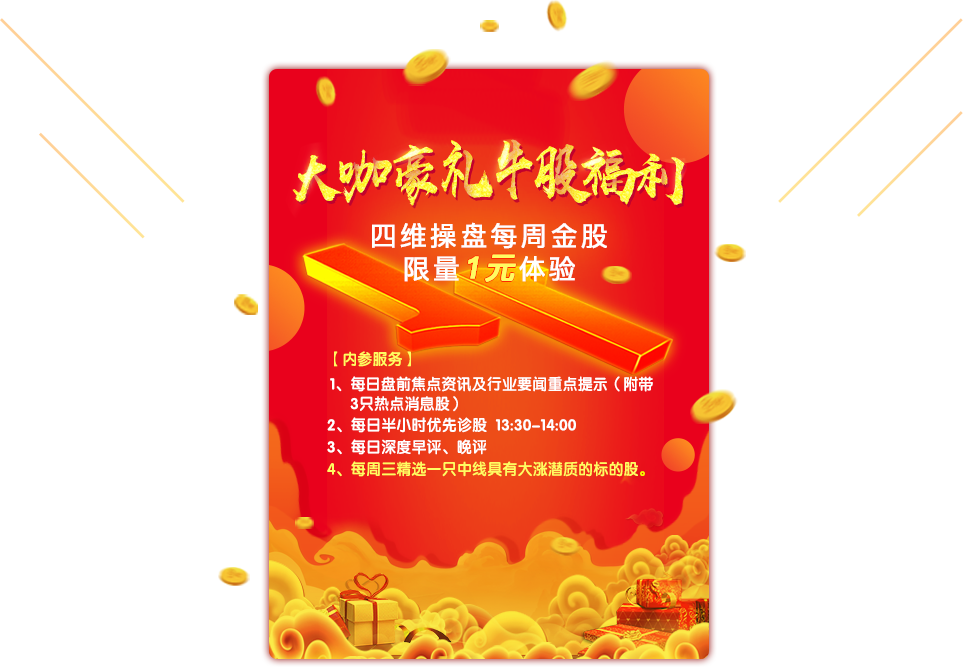 大咖豪礼牛股福利
四维操盘每周金股
限量1元体验
【内参服务】
1、每日盘前焦点资讯及行业要闻重点提示（附带
3只热点消息股）
2、每日半小时优先诊股 13:30-14:00
3、每日深度早评、晚评
4、每周三精选一只中线具有大涨潜质的标的股。